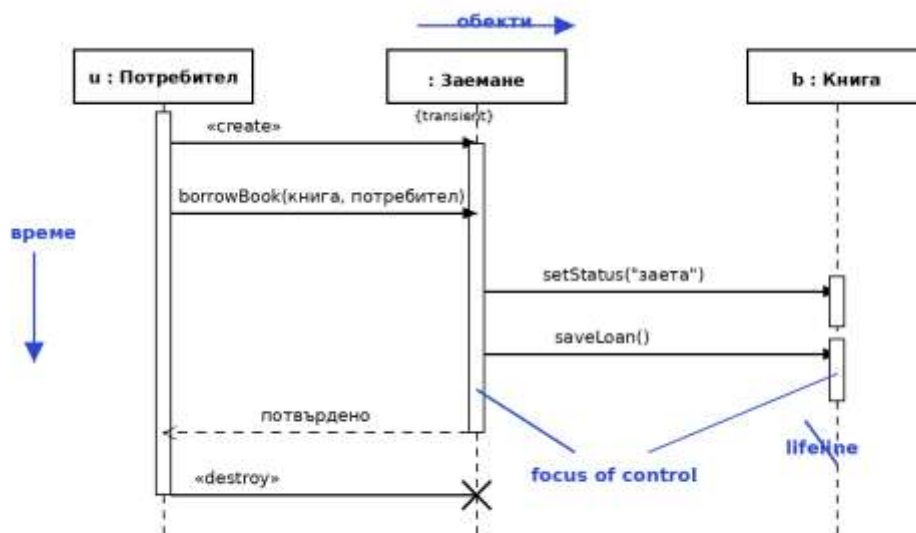 обекти
u : Потребител
: Заемане
b : Книга
{transient}
«create»
borrowBook(книга, потребител)
време
setStatus("заета")
saveLoan()
потвърдено
lifeline
focus of control
«destroy»